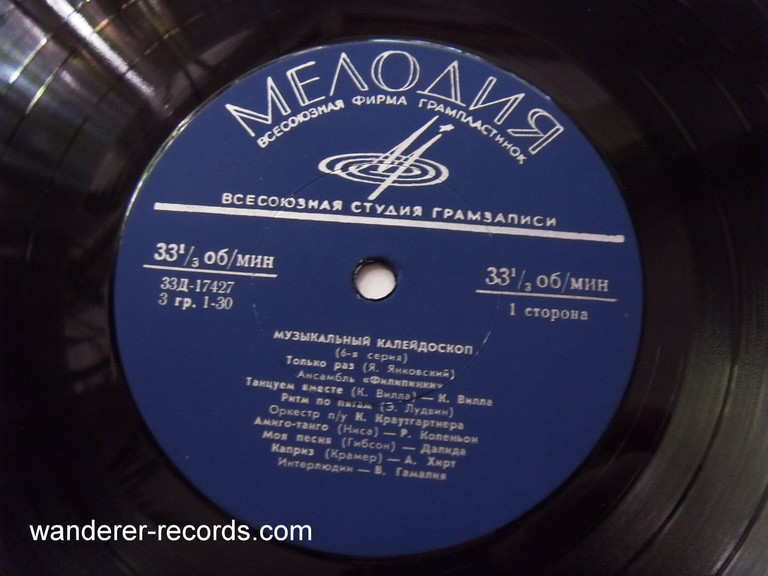 МЕЛОДИЯ
ВСЕСОЮЗНАЯ ФИРМА ГРАМПЛАСТИНОК
ВСЕСОЮЗНАЯ СТУДИЯ ГРАМЗАПИСИ
33¹/₃ об/мин
33Д-17427
3 гр. 1-30
33¹/₃ об/мин
1 сторона
МУЗЫКАЛЬНЫЙ КАЛЕЙДОСКОП
(6-я серия)
Только раз (Я. Янковский)
Ансамбль «Филипинки»
Танцуем вместе (К. Вилла) — К. Вилла
Ритм по пятам (Э. Лудвин)
Оркестр п/у К. Краутгартнера
Амиго-танго (Ниса) — Р. Копеньон
Моя песня (Гибсон) — Далида
Каприз (Крамер) — А. Хирт
Интерлюдин — В. Гамалия
wanderer-records.com